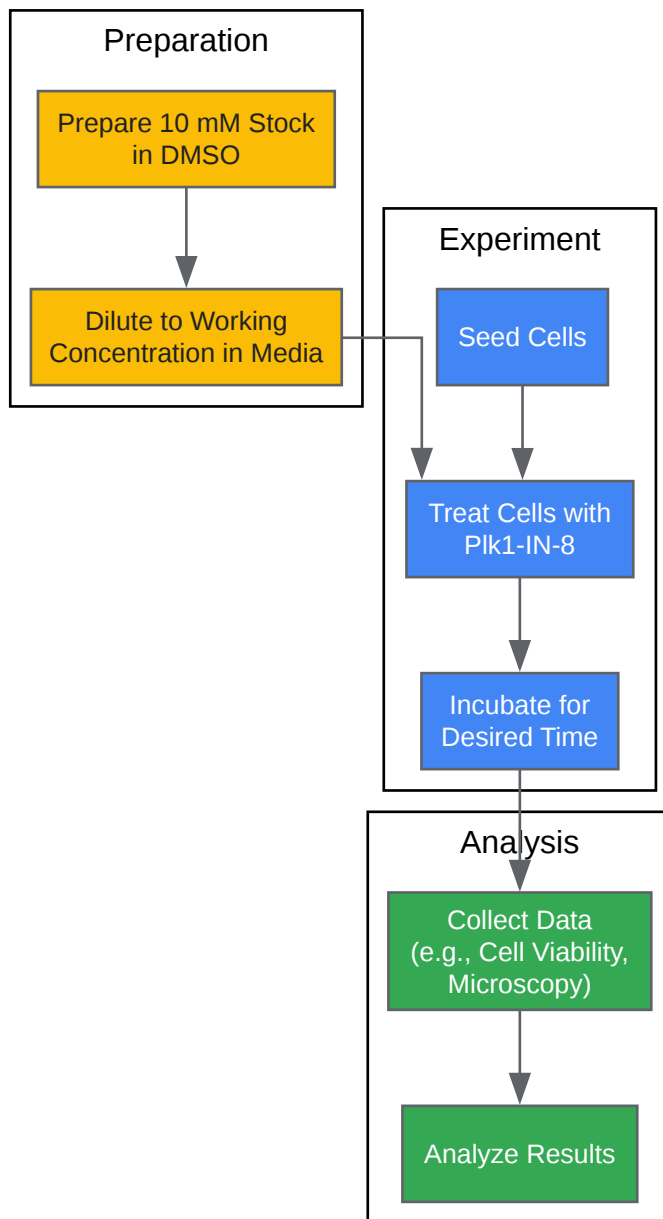 Preparation
Prepare 10 mM Stock
in DMSO
Dilute to Working
Concentration in Media
Experiment
Seed Cells
Treat Cells with
Plk1-IN-8
Incubate for
Desired Time
Analysis
Collect Data
(e.g., Cell Viability,
Microscopy)
Analyze Results